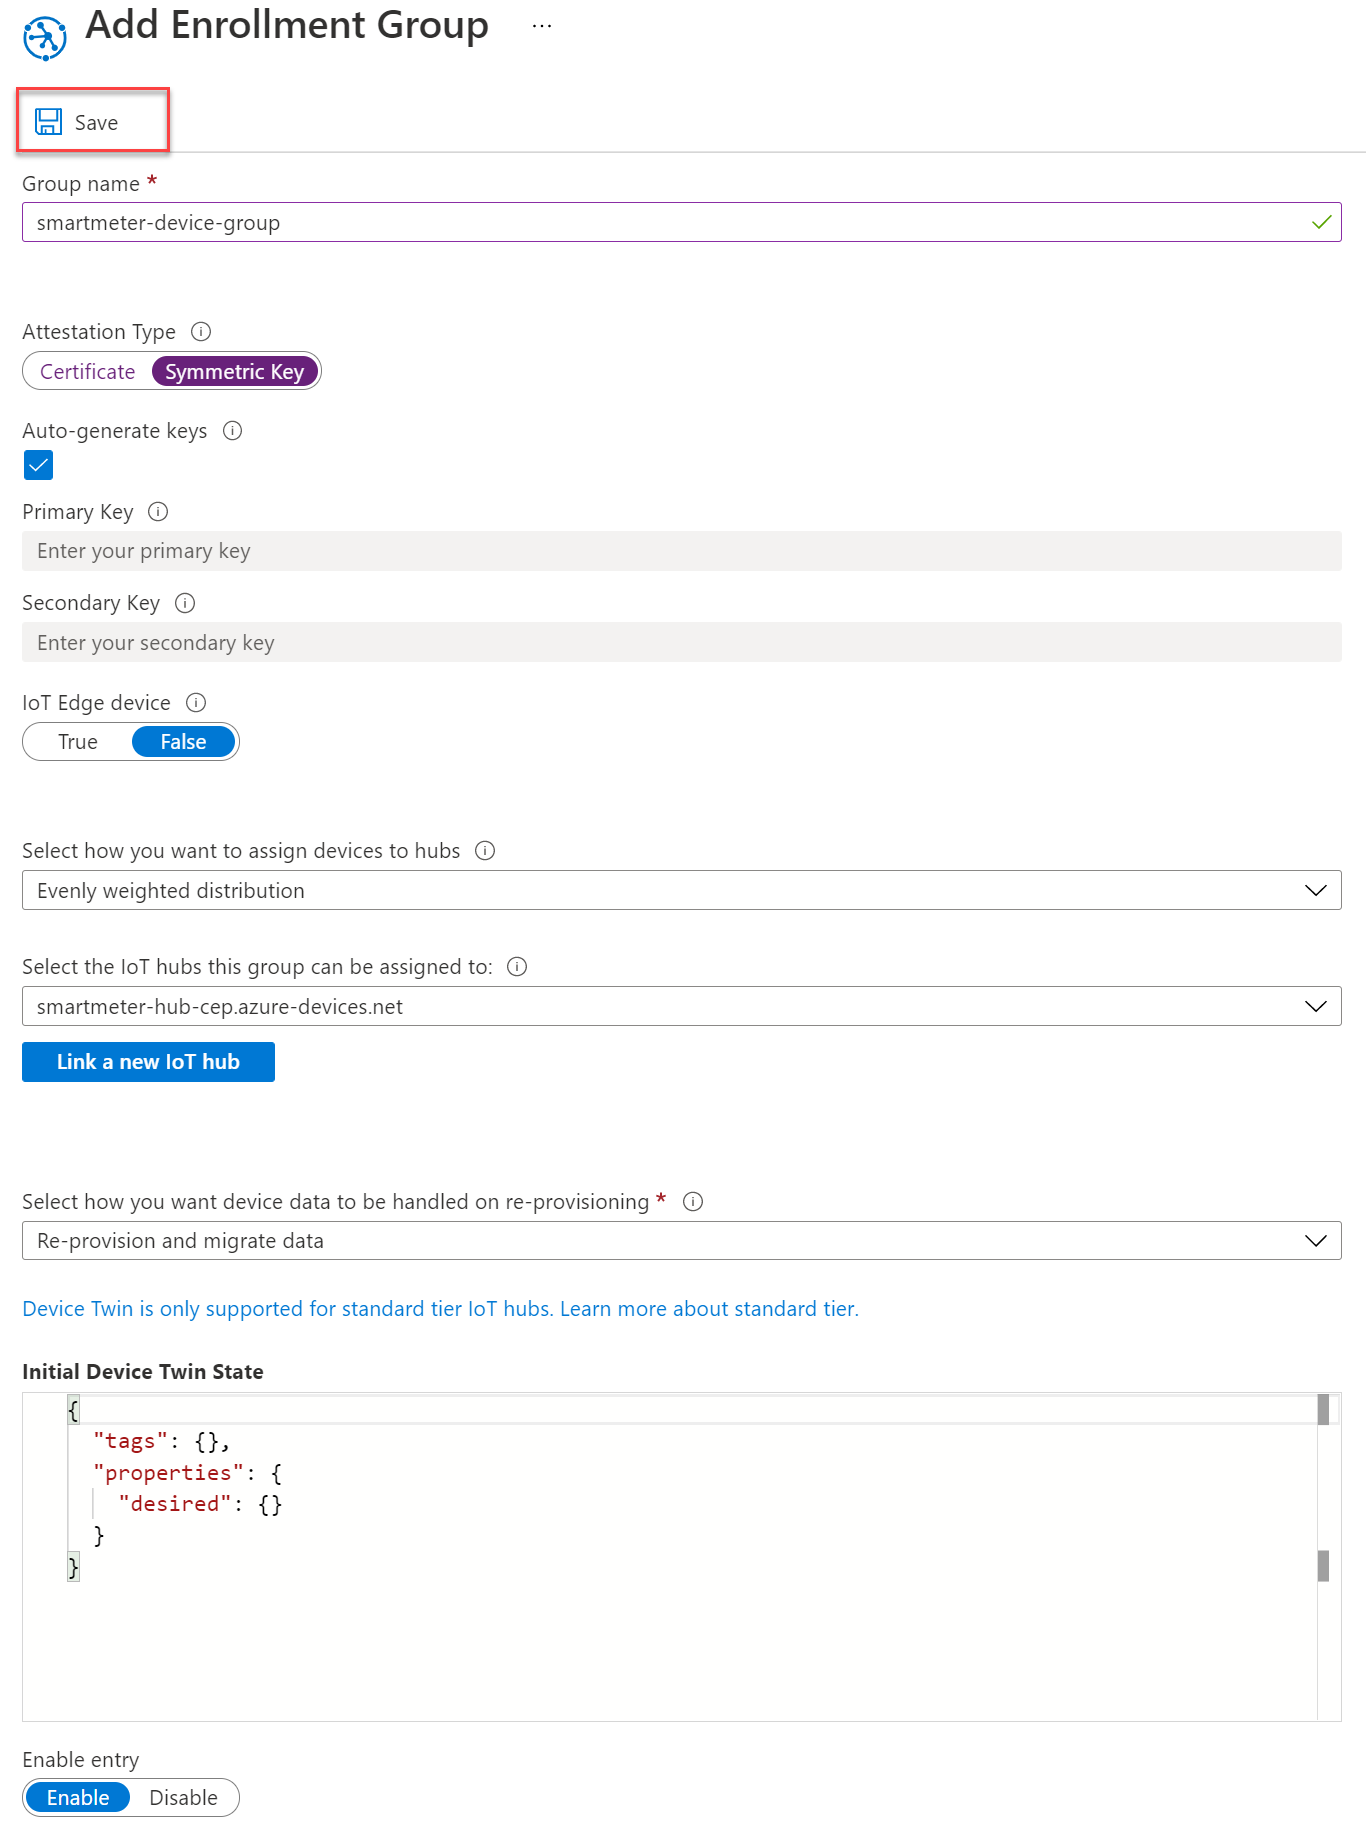 Add Enrollment Group ...
Save
Group name *
smartmeter-device-group
Attestation Type
Certificate Symmetric Key
Auto-generate keys
Primary Key
Enter your primary key
Secondary Key
Enter your secondary key
IoT Edge device
True False
Select how you want to assign devices to hubs
Evenly weighted distribution
Select the IoT hubs this group can be assigned to:
smartmeter-hub-cep.azure-devices.net
Link a new IoT hub
Select how you want device data to be handled on re-provisioning *
Re-provision and migrate data
Device Twin is only supported for standard tier IoT hubs. Learn more about standard tier.
Initial Device Twin State
{
"tags": {},
"properties": {
"desired": {}
}
}
Enable entry
Enable Disable